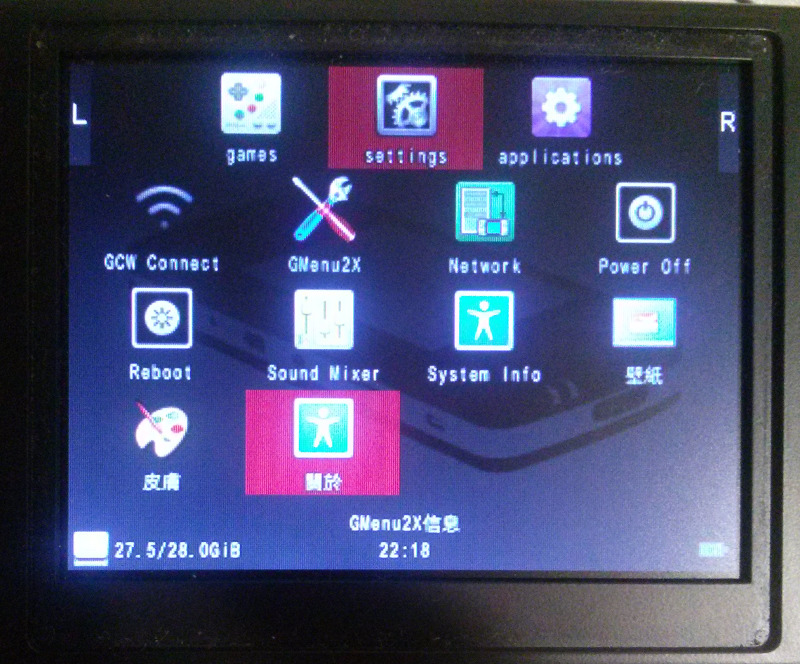 L
R
games settings applications
GCW Connect GMenu2X Network Power Off
Reboot Sound Mixer System Info 壁紙
皮膚 關於
GMenu2X信息
27.5/28.0GiB 22:18